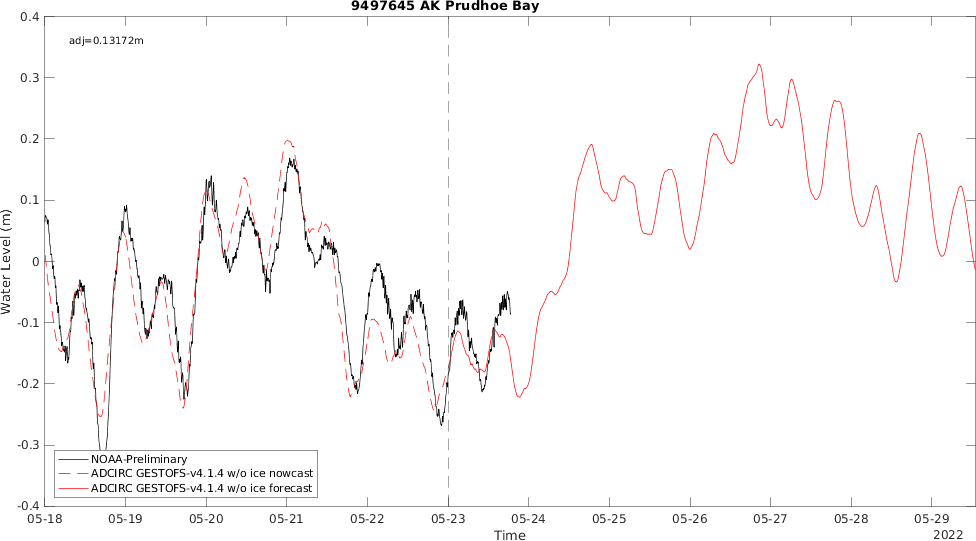 9497645 AK Prudhoe Bay
adj=0.13172m
Water Level (m)
0.4
0.3
0.2
0.1
0
-0.1
-0.2
-0.3
-0.4
NOAA-Preliminary
ADCIRC GESTOFS-v4.1.4 w/o ice nowcast
ADCIRC GESTOFS-v4.1.4 w/o ice forecast
05-18 05-19 05-20 05-21 05-22 05-23 05-24 05-25 05-26 05-27 05-28 05-29
Time
2022